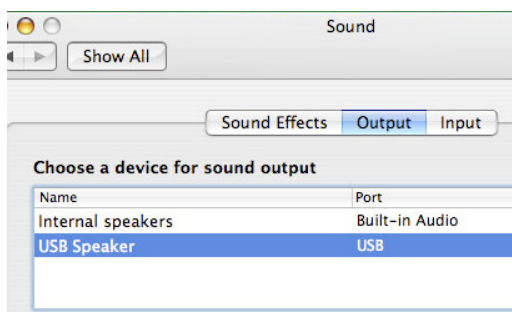 Sound
Show All
Sound Effects Output Input
Choose a device for sound output
Name Port
Internal speakers Built-in Audio
USB Speaker USB